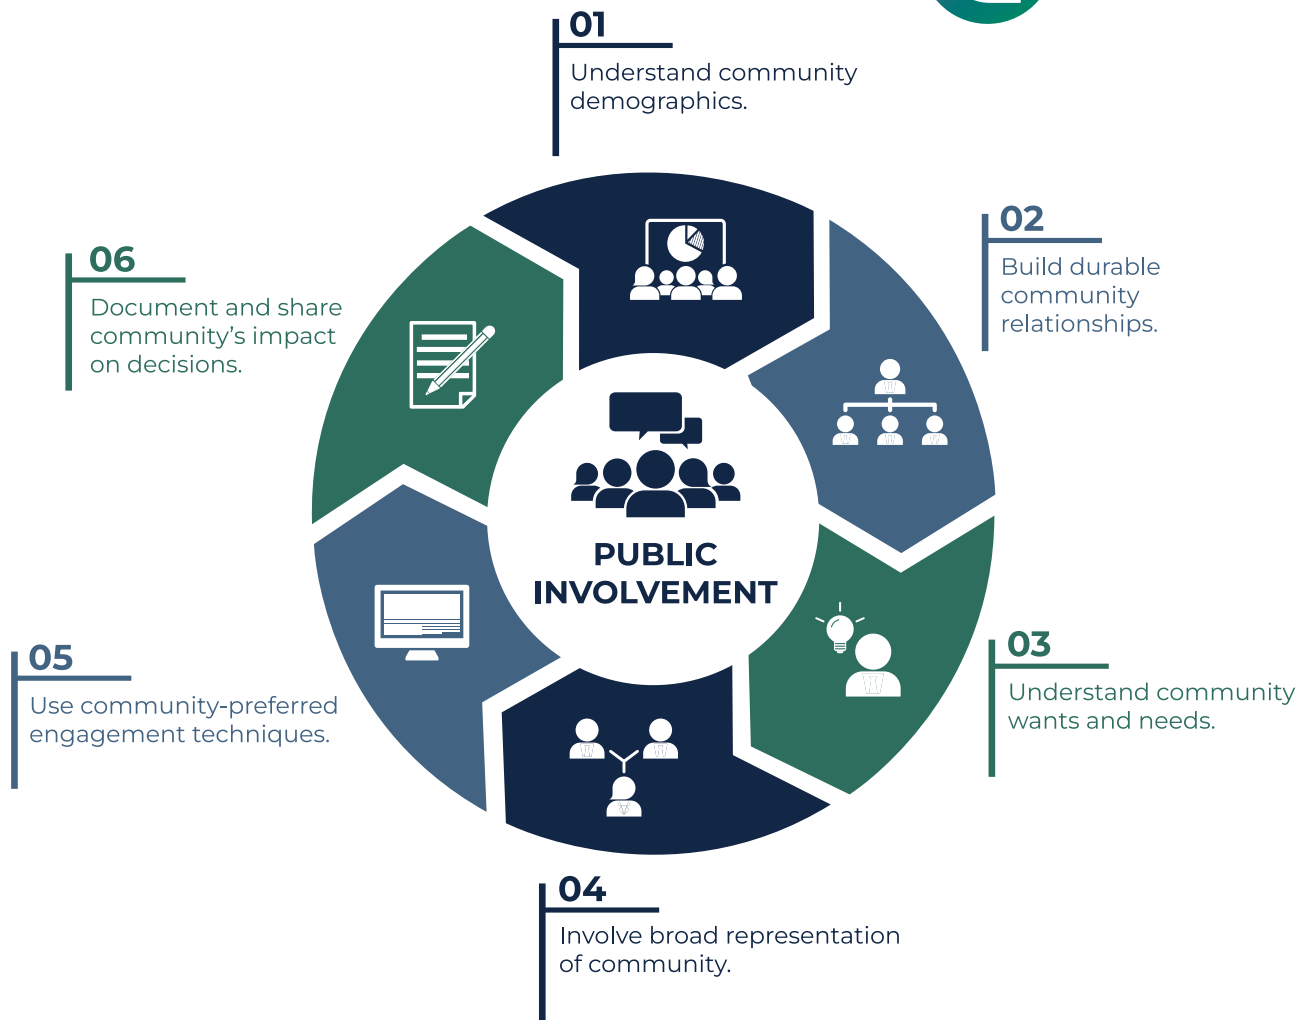 01
Understand community
demographics.
02
Build durable
community
relationships.
03
Understand community
wants and needs.
04
Involve broad representation
of community.
05
Use community-preferred
engagement techniques.
06
Document and share
community’s impact
on decisions.
PUBLIC
INVOLVEMENT